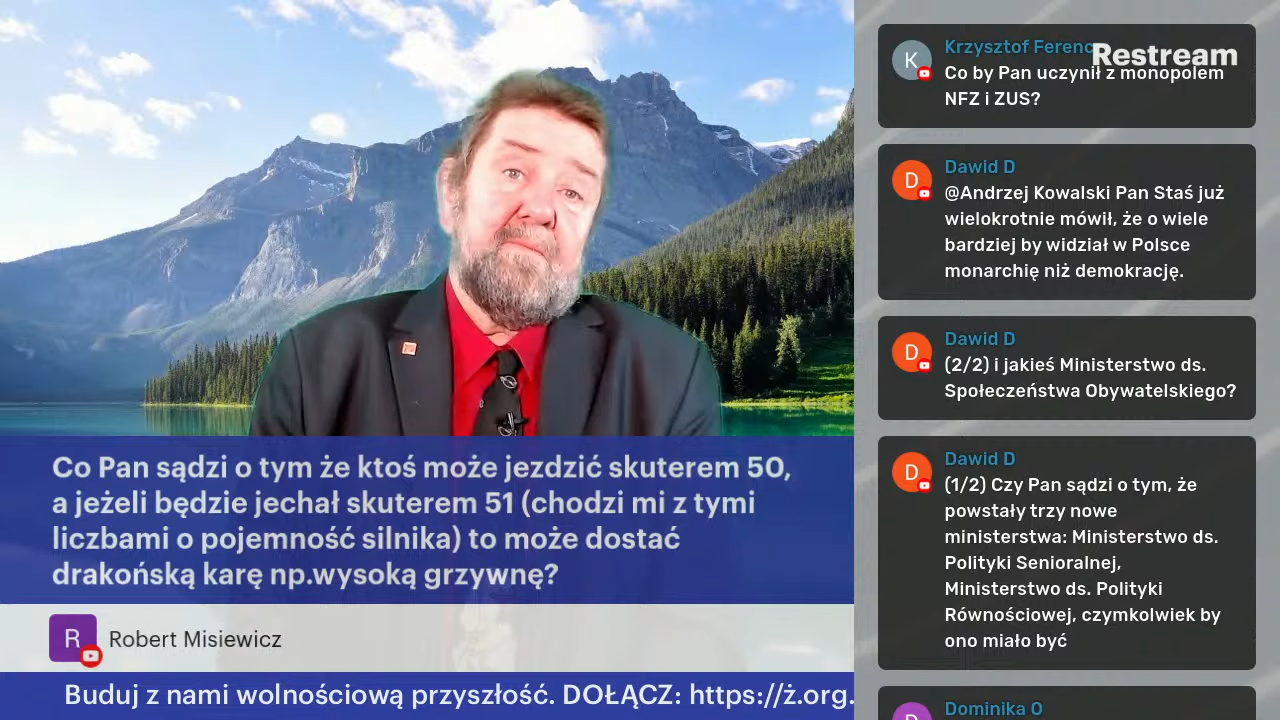 Co Pan sądzi o tym że ktoś może jezdzić skuterem 50,
a jeżeli będzie jechał skuterem 51 (chodzi mi z tymi
liczbami o pojemność silnika) to może dostać
drakońską karę np.wysoką grzywnę?
R
Robert Misiewicz
Buduj z nami wolnościową przyszłość. DOŁĄCZ: https://ż.org.
Restream
K
Krzysztof Ferenc
Co by Pan uczynił z monopolem
NFZ i ZUS?
D
Dawid D
@Andrzej Kowalski Pan Staś już
wielokrotnie mówił, że o wiele
bardziej by widział w Polsce
monarchię niż demokrację.
D
Dawid D
(2/2) i jakieś Ministerstwo ds.
Społeczeństwa Obywatelskiego?
D
Dawid D
(1/2) Czy Pan sądzi o tym, że
powstały trzy nowe
ministerstwa: Ministerstwo ds.
Polityki Senioralnej,
Ministerstwo ds. Polityki
Równościowej, czymkolwiek by
ono miało być
D
Dominika O